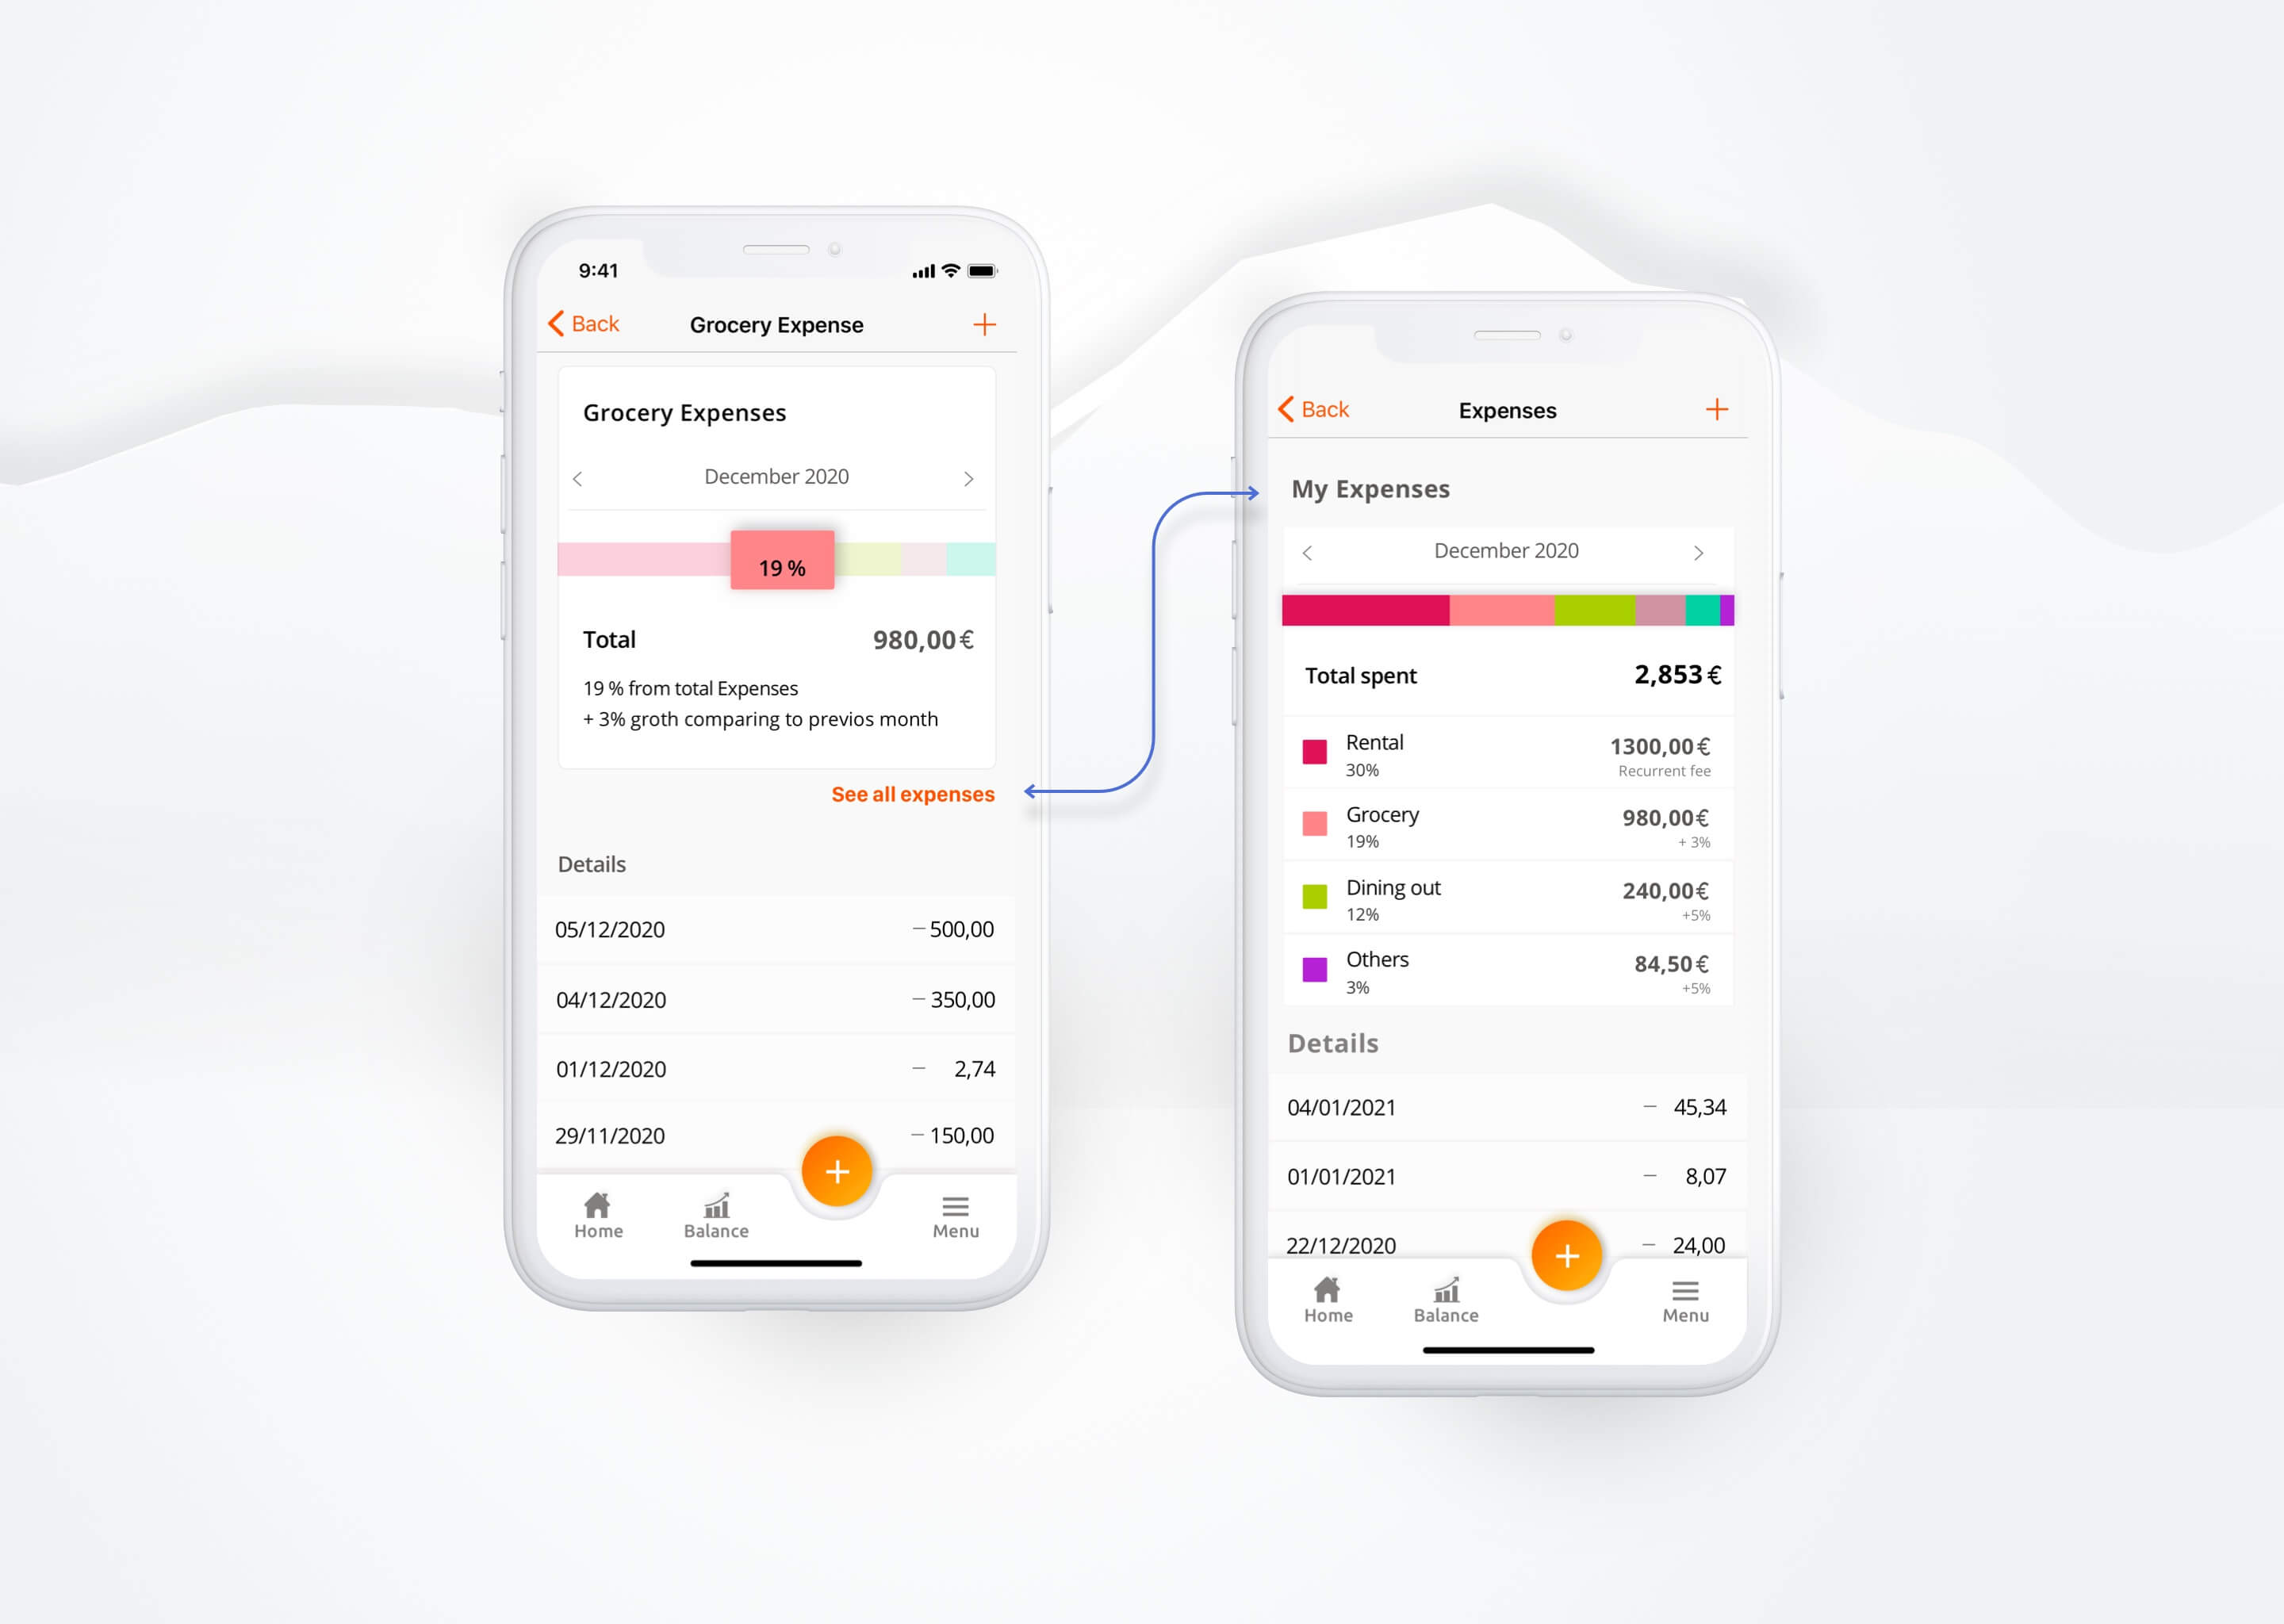 9:41
Back
Grocery Expense
Grocery Expenses
December 2020
19 %
Total 980,00 €
19 % from total Expenses
+ 3% groth comparing to previos month
See all expenses
Details
05/12/2020 – 500,00
04/12/2020 – 350,00
01/12/2020 – 2,74
29/11/2020 – 150,00
Home Balance + Menu
Back Expenses +
My Expenses
December 2020
Total spent 2,853 €
Rental 1300,00 €
30% Recurrent fee
Grocery 980,00 €
19% + 3%
Dining out 240,00 €
12% +5%
Others 84,50 €
3% +5%
Details
04/01/2021 – 45,34
01/01/2021 – 8,07
22/12/2020 – 24,00
Home Balance + Menu